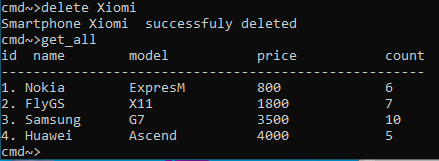 cmd~>delete Xiomi
Smartphone Xiomi  successfuly deleted
cmd~>get_all
id  name        model           price           count
-----------------------------------------------------
1. Nokia        ExpresM         800             6
2. FlyGS        X11             1800            7
3. Samsung      G7              3500            10
4. Huawei       Ascend          4000            5
cmd~>